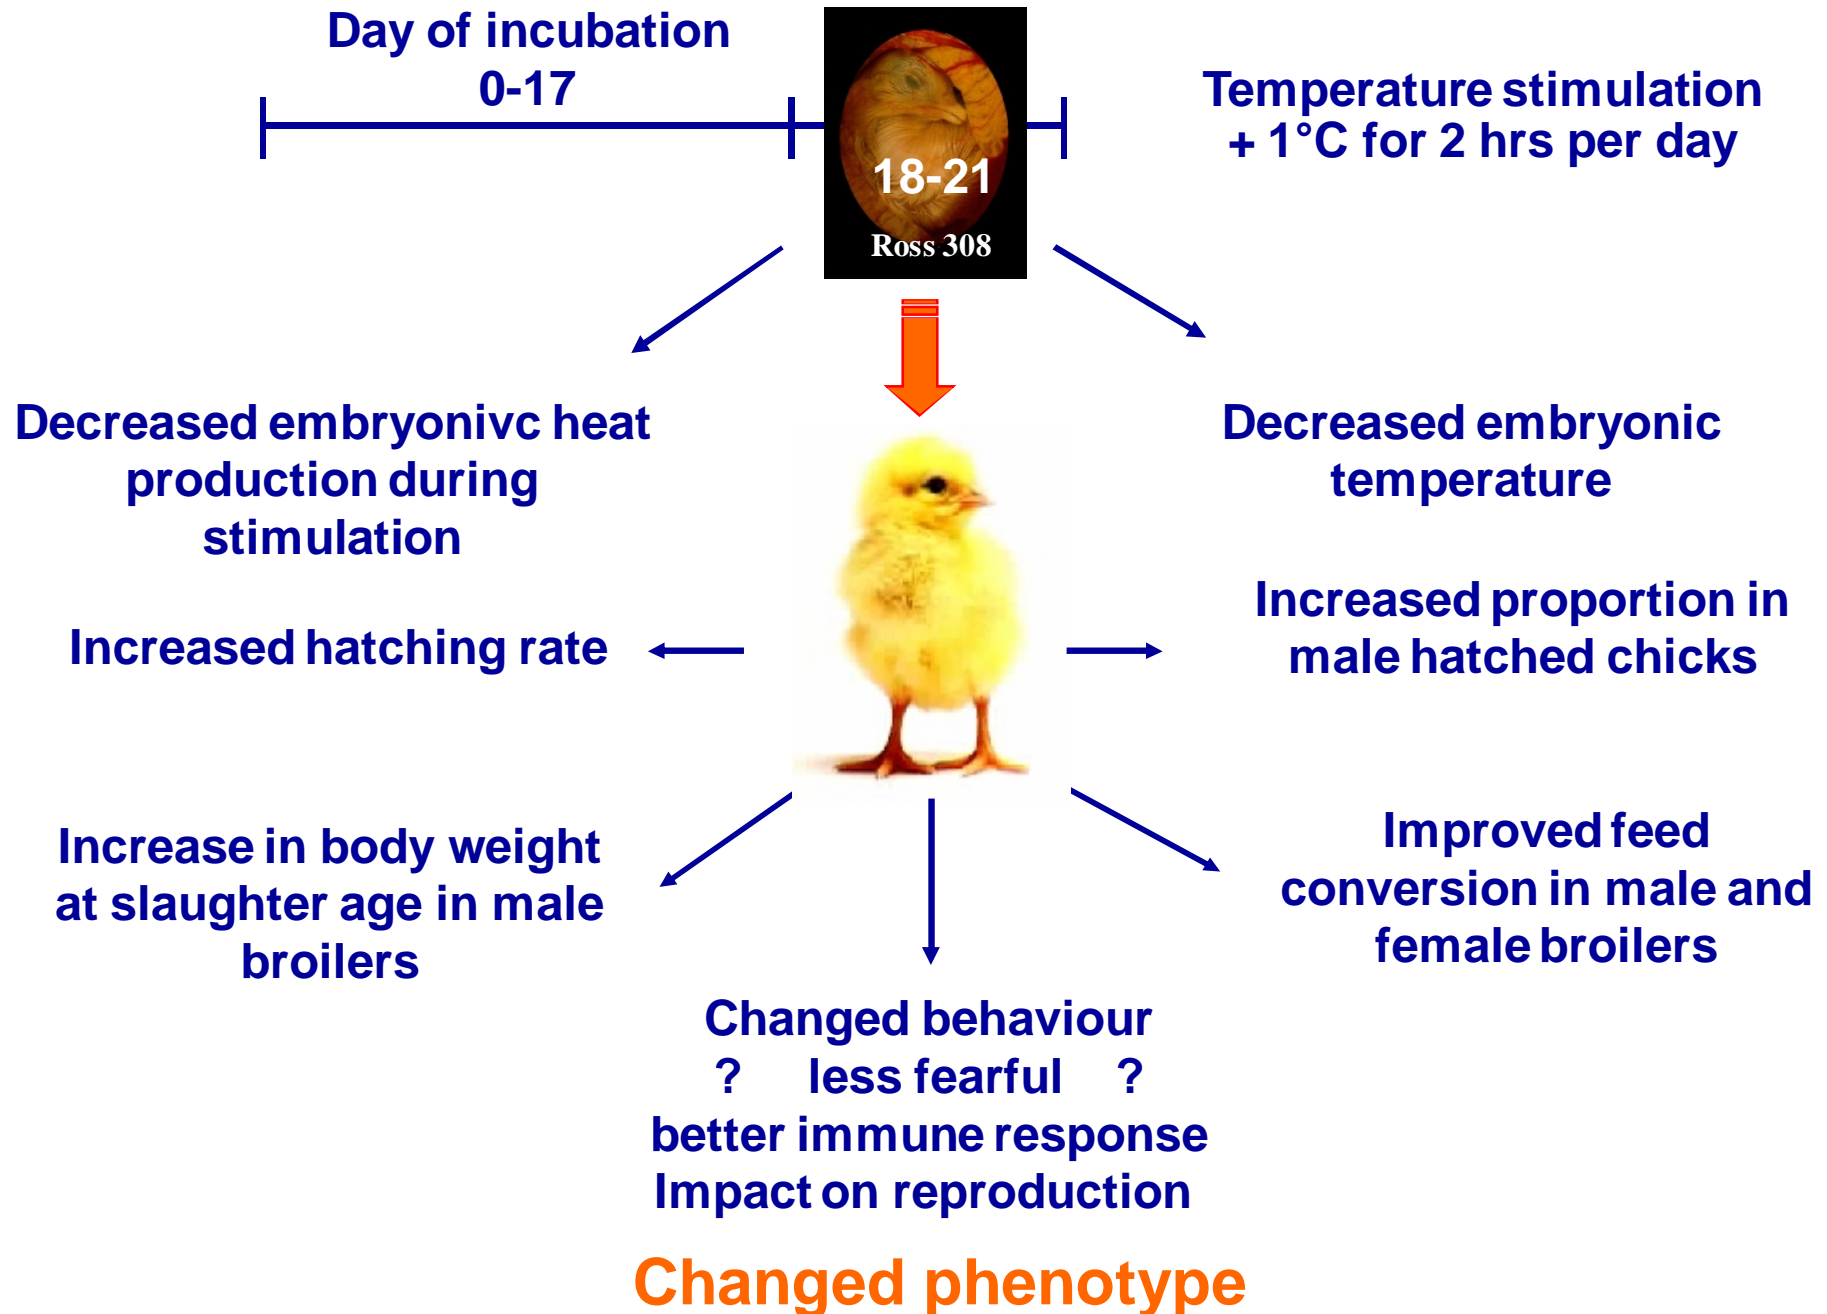 Day of incubation
0-17
18-21
Ross 308
Temperature stimulation
+ 1°C for 2 hrs per day
Decreased embryonivc heat
production during
stimulation
Decreased embryonic
temperature
Increased hatching rate
Increased proportion in
male hatched chicks
Increase in body weight
at slaughter age in male
broilers
Improved feed
conversion in male and
female broilers
Changed behaviour
? less fearful ?
better immune response
Impact on reproduction
Changed phenotype